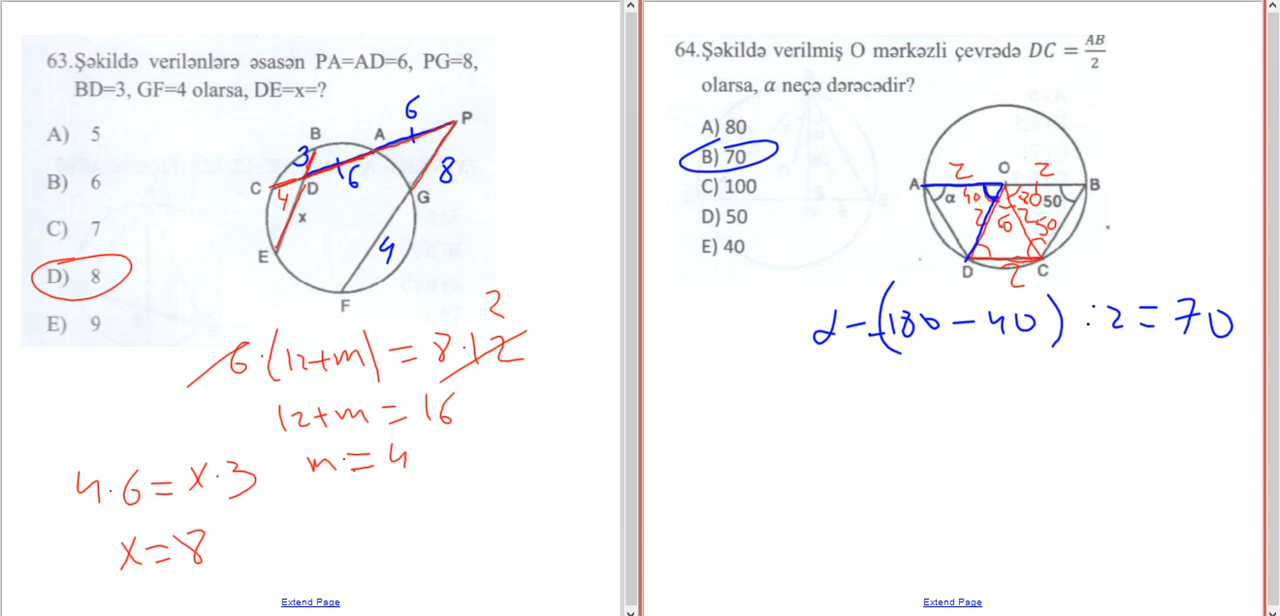 63.Şəkildə verilənlərə əsasən PA=AD=6, PG=8,
BD=3, GF=4 olarsa, DE=x=?
A) 5
B) 6
C) 7
D) 8
E) 9
P
6
B
A
3
6
8
C
4
D
G
x
E
4
F
2
6·(12+m)=8·12
12+m=16
m=4
4·6=x·3
x=8
Extend Page
64.Şəkildə verilmiş O mərkəzli çevrədə DC = AB/2
olarsa, α neçə dərəcədir?
A) 80
B) 70
C) 100
D) 50
E) 40
2 O 2
A α 40 80 50 B
2 60 2 50
D 2 C
α-(180-40):2=70
Extend Page